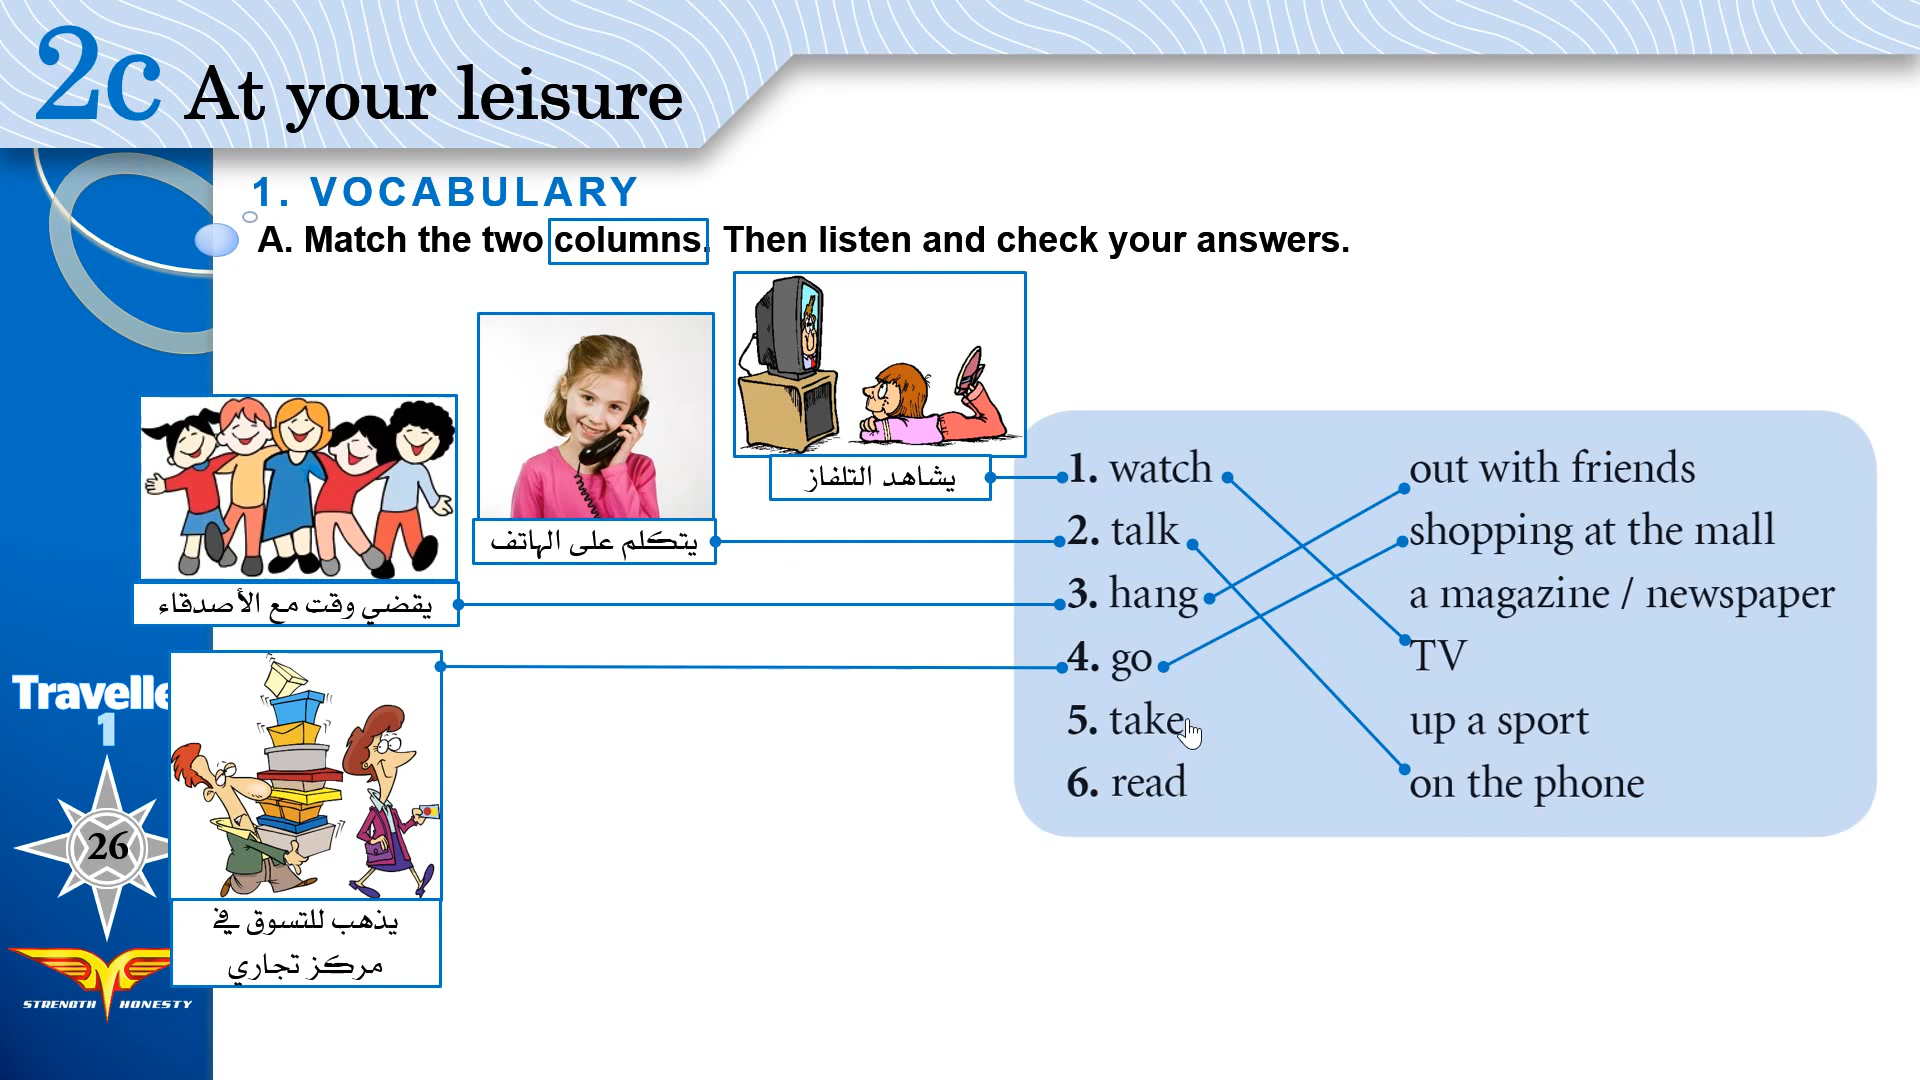 2c At your leisure
1. VOCABULARY
A. Match the two columns. Then listen and check your answers.
يشاهد التلفاز
يتكلم على الهاتف
يقضي وقت مع الأصدقاء
يذهب للتسوق في
مركز تجاري
1. watch
2. talk
3. hang
4. go
5. take
6. read
out with friends
shopping at the mall
a magazine / newspaper
TV
up a sport
on the phone
Travelle
1
26
STRENGTH HONESTY